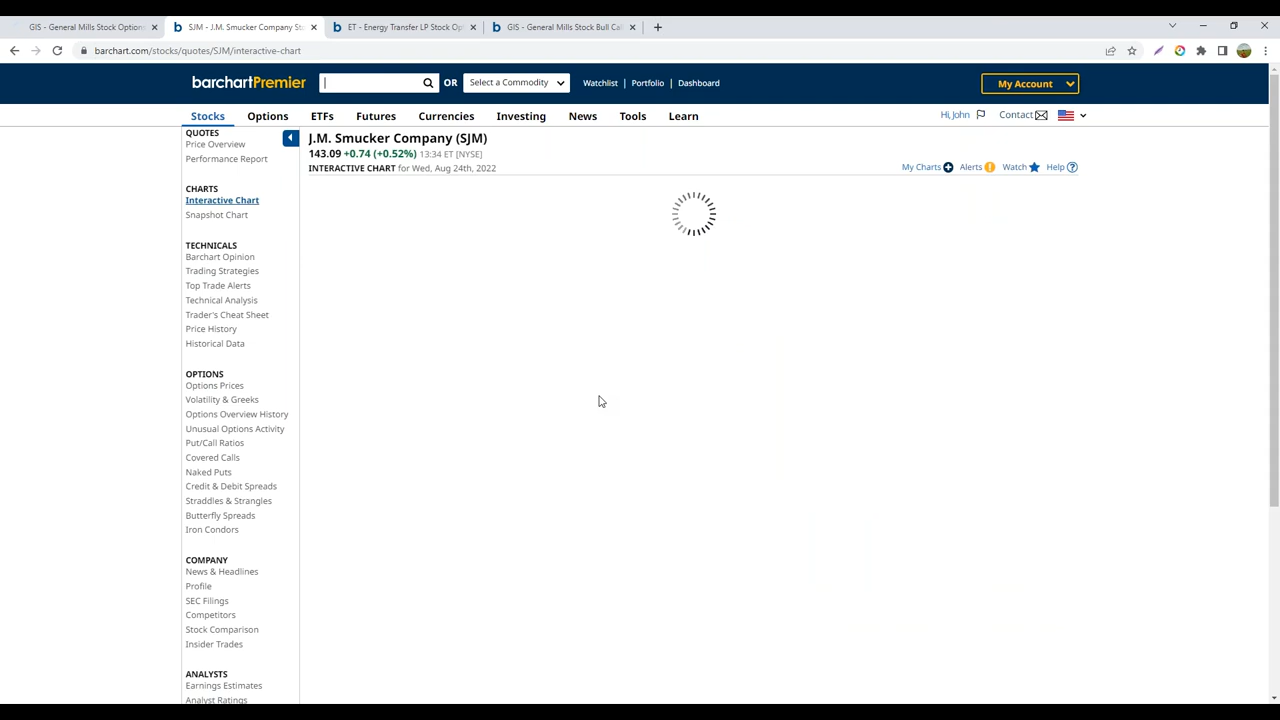 GIS - General Mills Stock Options
SJM - J.M. Smucker Company Sto
ET - Energy Transfer LP Stock Opt
GIS - General Mills Stock Bull Cal
barchart.com/stocks/quotes/SJM/interactive-chart
barchartPremier
OR
Select a Commodity
Watchlist
Portfolio
Dashboard
My Account
Stocks
Options
ETFs
Futures
Currencies
Investing
News
Tools
Learn
Hi, John
Contact
QUOTES
Price Overview
Performance Report
CHARTS
Interactive Chart
Snapshot Chart
TECHNICALS
Barchart Opinion
Trading Strategies
Top Trade Alerts
Technical Analysis
Trader's Cheat Sheet
Price History
Historical Data
OPTIONS
Options Prices
Volatility & Greeks
Options Overview History
Unusual Options Activity
Put/Call Ratios
Covered Calls
Naked Puts
Credit & Debit Spreads
Straddles & Strangles
Butterfly Spreads
Iron Condors
COMPANY
News & Headlines
Profile
SEC Filings
Competitors
Stock Comparison
Insider Trades
ANALYSTS
Earnings Estimates
Analyst Ratings
J.M. Smucker Company (SJM)
143.09 +0.74 (+0.52%) 13:34 ET [NYSE]
INTERACTIVE CHART for Wed, Aug 24th, 2022
My Charts
Alerts
Watch
Help